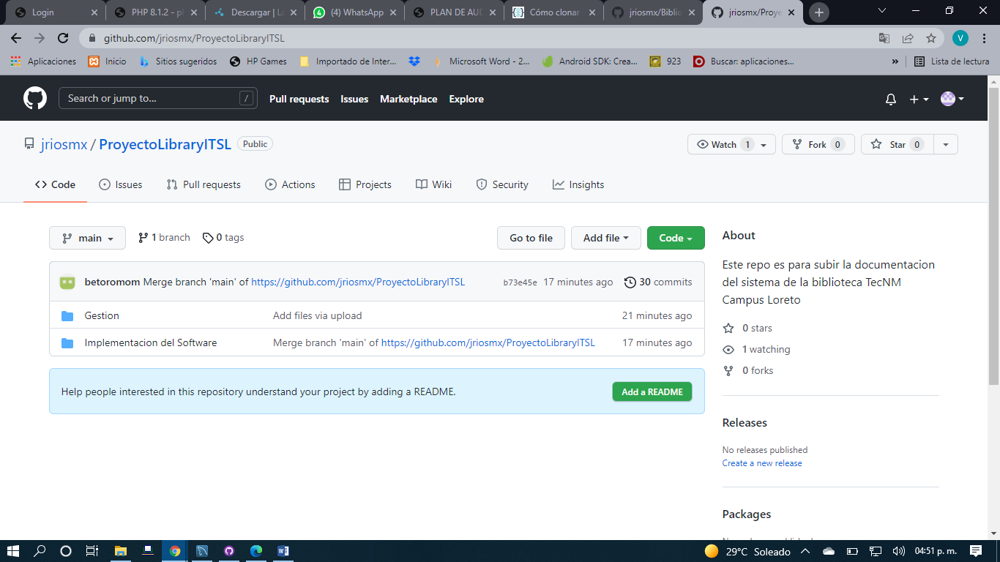 Login
PHP 8.1.2 - p
Descargar | La
(4) WhatsApp
PLAN DE AUD
Cómo clonar
jriosmx/Biblio
jriosmx/Proye
github.com/jriosmx/ProyectoLibraryITSL
V
Aplicaciones
Inicio
Sitios sugeridos
HP Games
Importado de Inter...
Microsoft Word - 2...
Android SDK: Crea...
923
Buscar: aplicaciones...
»
Lista de lectura
Search or jump to...
/
Pull requests
Issues
Marketplace
Explore
jriosmx / ProyectoLibraryITSL Public
Watch 1
Fork 0
Star 0
Code
Issues
Pull requests
Actions
Projects
Wiki
Security
Insights
main
1 branch
0 tags
Go to file
Add file
Code
betoromom Merge branch 'main' of https://github.com/jriosmx/ProyectoLibraryITSL
b73e45e 17 minutes ago
30 commits
Gestion
Add files via upload
21 minutes ago
Implementacion del Software
Merge branch 'main' of https://github.com/jriosmx/ProyectoLibraryITSL
17 minutes ago
Help people interested in this repository understand your project by adding a README.
Add a README
About
Este repo es para subir la documentacion
del sistema de la biblioteca TecNM
Campus Loreto
0 stars
1 watching
0 forks
Releases
No releases published
Create a new release
Packages
29°C Soleado
04:51 p. m.